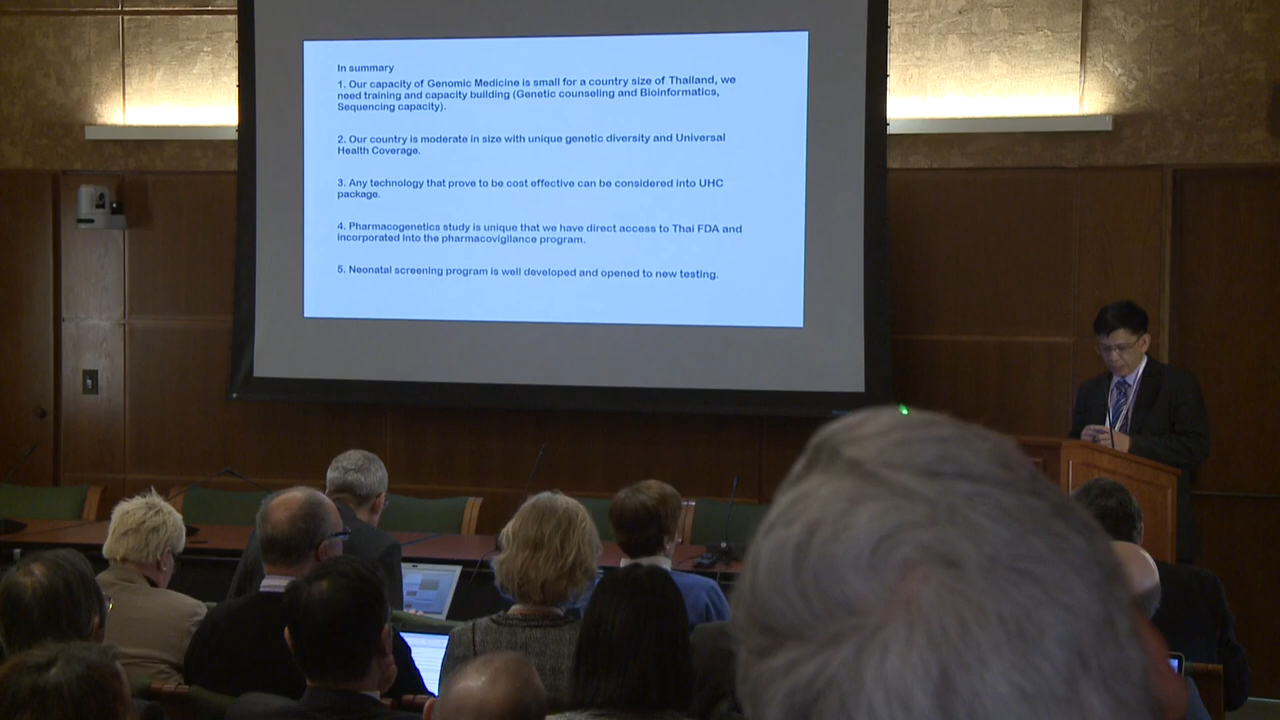 In summary
1. Our capacity of Genomic Medicine is small for a country size of Thailand, we
need training and capacity building (Genetic counseling and Bioinformatics,
Sequencing capacity).
2. Our country is moderate in size with unique genetic diversity and Universal
Health Coverage.
3. Any technology that prove to be cost effective can be considered into UHC
package.
4. Pharmacogenetics study is unique that we have direct access to Thai FDA and
incorporated into the pharmacovigilance program.
5. Neonatal screening program is well developed and opened to new testing.